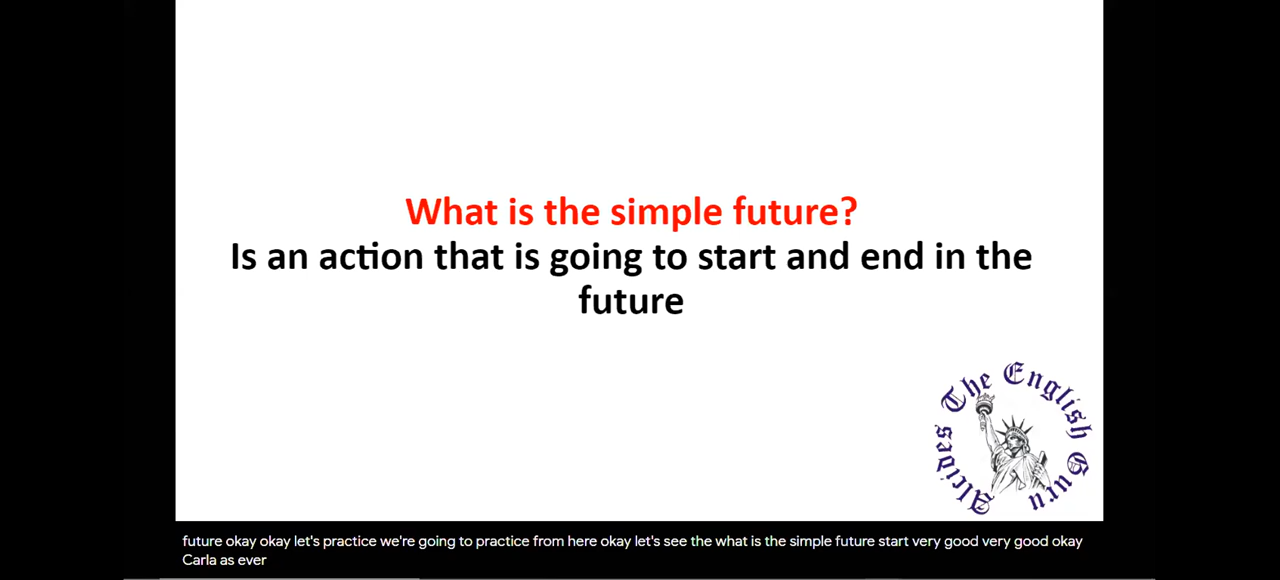 What is the simple future?
Is an action that is going to start and end in the
future
Alcides The English Guru
future okay okay let's practice we're going to practice from here okay let's see the what is the simple future start very good very good okay
Carla as ever